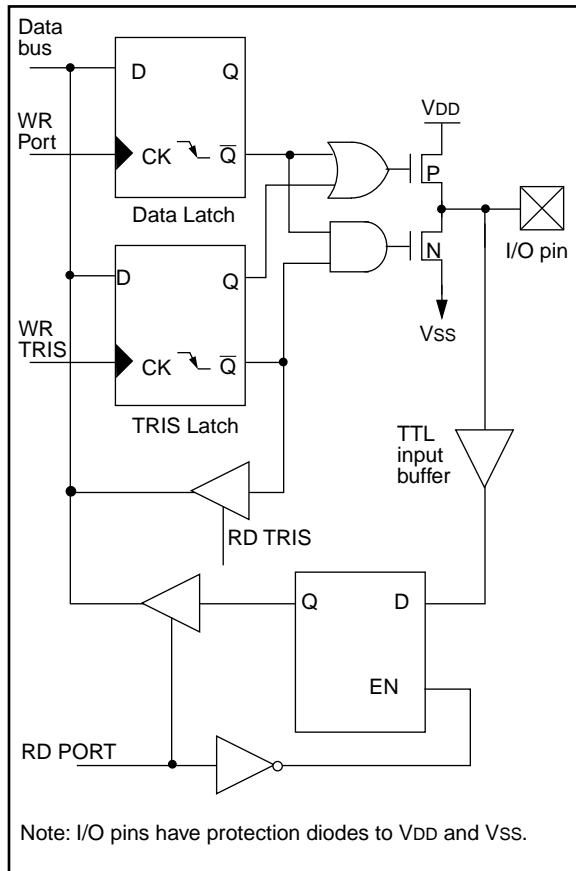 Data
bus
D
Q
VDD
WR
Port
CK
Q
P
Data Latch
I/O pin
D
Q
N
WR
TRIS
VSS
CK
Q
TRIS Latch
TTL
input
buffer
RD TRIS
Q
D
EN
RD PORT
Note: I/O pins have protection diodes to VDD and VSS.